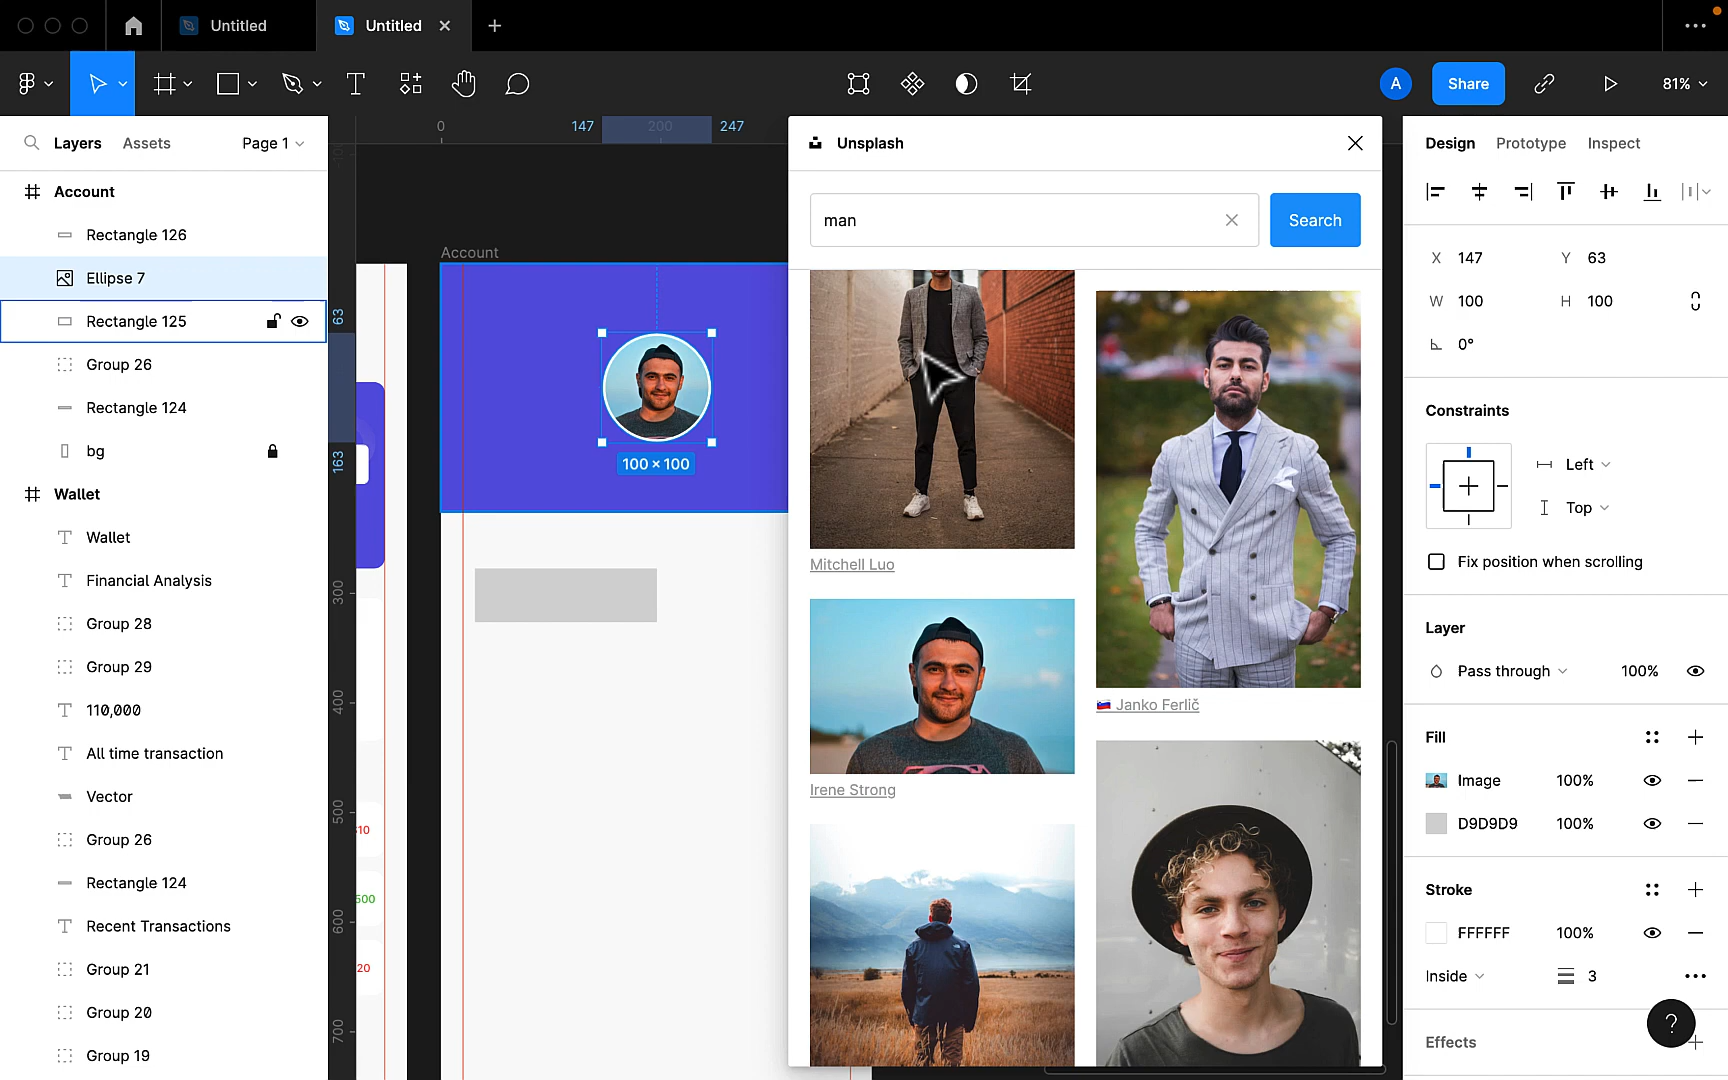 Untitled
Untitled
A
Share
81%
Layers
Assets
Page 1
Account
Rectangle 126
Ellipse 7
Rectangle 125
Group 26
Rectangle 124
bg
Wallet
Wallet
Financial Analysis
Group 28
Group 29
110,000
All time transaction
Vector
Group 26
Rectangle 124
Recent Transactions
Group 21
Group 20
Group 19
0
147
200
247
63
163
300
400
500
600
700
20
Account
100 × 100
Unsplash
man
Search
Mitchell Luo
Janko Ferlič
Irene Strong
Design
Prototype
Inspect
X 147
Y 63
W 100
H 100
0°
Constraints
Left
Top
Fix position when scrolling
Layer
Pass through
100%
Fill
Image 100%
D9D9D9 100%
Stroke
FFFFFF 100%
Inside
3
Effects
?